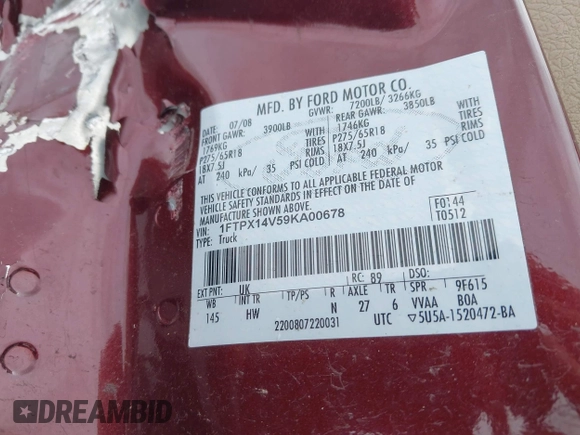 MFD. BY FORD MOTOR CO.
DATE: 07/08 GVWR: 7200LB/ 3266KG
FRONT GAWR: 3900LB REAR GAWR: 3850LB
1769KG 1746KG
P275/65R18 TIRES P275/65R18 TIRES
18X7.5J RIMS 18X7.5J RIMS
AT 240 kPa/ 35 PSI COLD AT 240 kPa/ 35 PSI COLD
THIS VEHICLE CONFORMS TO ALL APPLICABLE FEDERAL MOTOR
VEHICLE SAFETY STANDARDS IN EFFECT ON THE DATE OF
MANUFACTURE SHOWN ABOVE.
VIN: 1FTPX14V59KA00678 F0144
TYPE: Truck T0512
EXT PNT: UK RC: 89 DSO:
WB INT TR TP/PS R AXLE TR SPR 9F615
145 HW N 27 6 VVAA BOA
2200807220031 UTC ▽5U5A-1520472-BA
DREAMBID